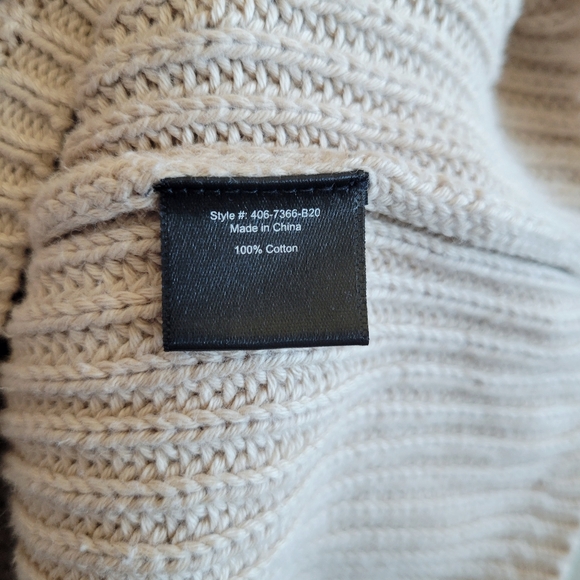 Style #: 406-7366-B20
Made in China
100% Cotton